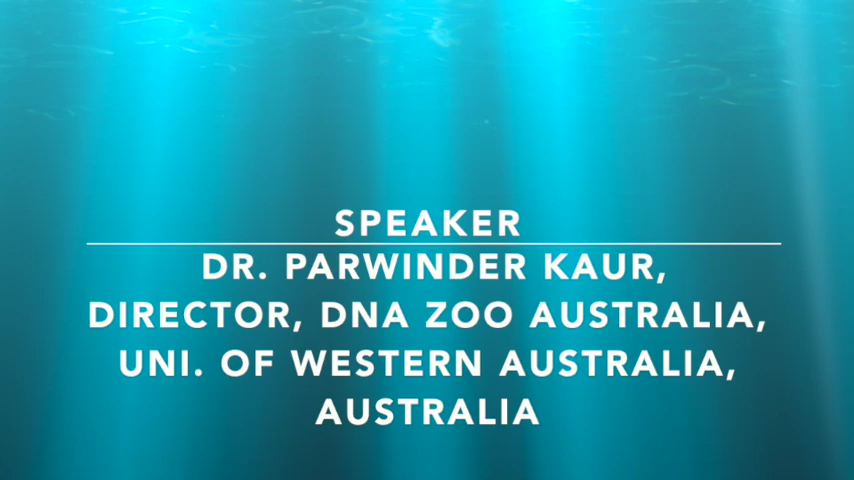 SPEAKER
DR. PARWINDER KAUR,
DIRECTOR, DNA ZOO AUSTRALIA,
UNI. OF WESTERN AUSTRALIA,
AUSTRALIA